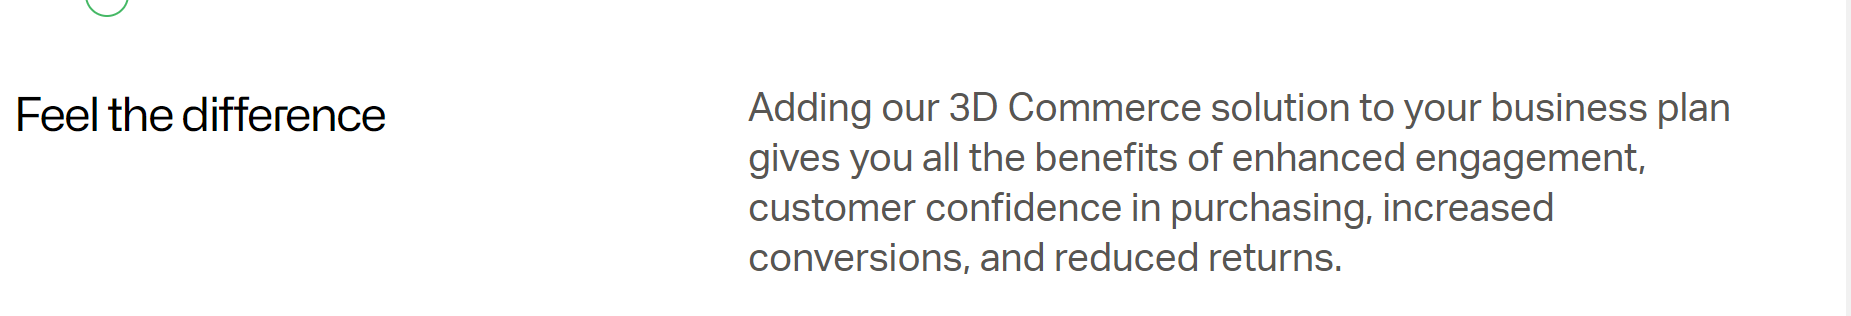 Feel the difference
Adding our 3D Commerce solution to your business plan
gives you all the benefits of enhanced engagement,
customer confidence in purchasing, increased
conversions, and reduced returns.